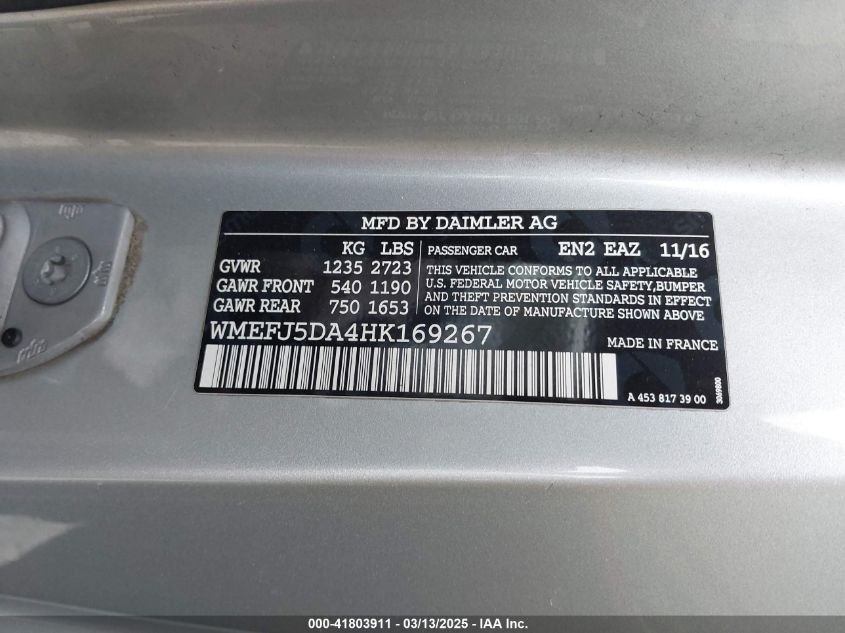 MFD BY DAIMLER AG
KG LBS
GVWR 1235 2723
GAWR FRONT 540 1190
GAWR REAR 750 1653
PASSENGER CAR EN2 EAZ 11/16
THIS VEHICLE CONFORMS TO ALL APPLICABLE
U.S. FEDERAL MOTOR VEHICLE SAFETY,BUMPER
AND THEFT PREVENTION STANDARDS IN EFFECT
ON THE DATE OF MANUFACTURE SHOWN ABOVE
WMEFJ5DA4HK169267
MADE IN FRANCE
A 453 817 39 00
000-41803911 - 03/13/2025 - IAA Inc.